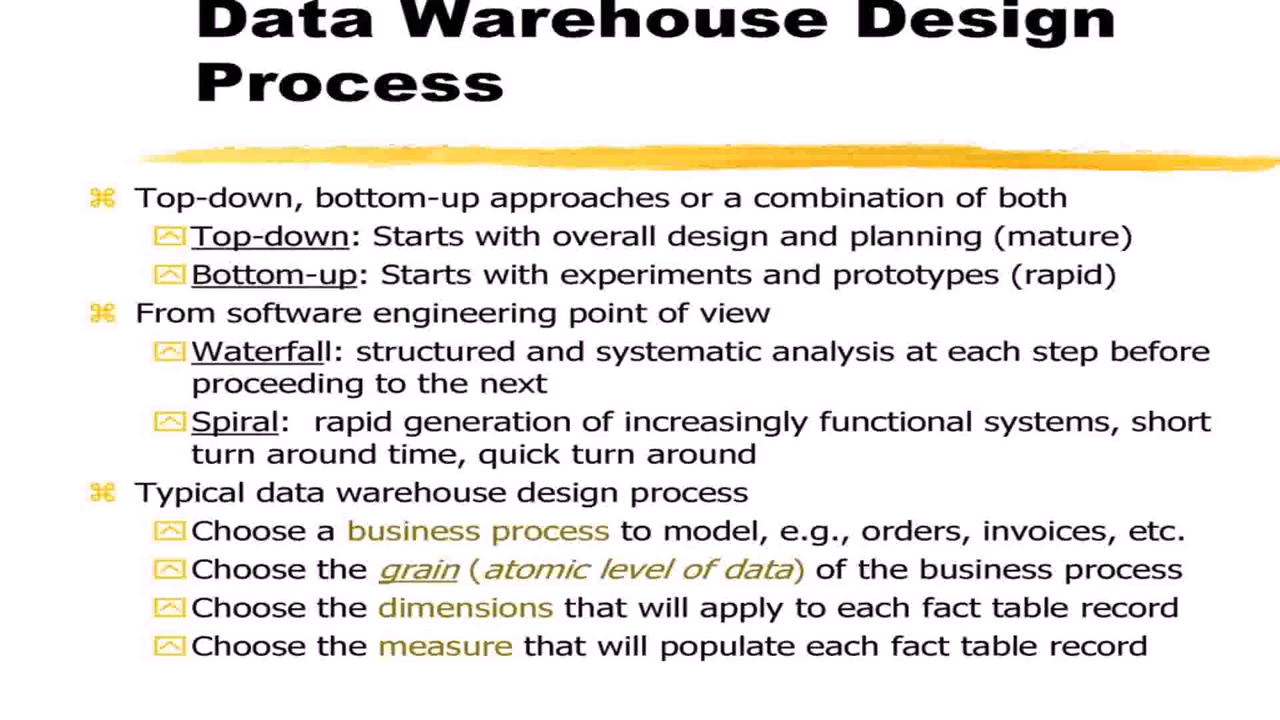 Data Warehouse Design
Process
Top-down, bottom-up approaches or a combination of both
Top-down: Starts with overall design and planning (mature)
Bottom-up: Starts with experiments and prototypes (rapid)
From software engineering point of view
Waterfall: structured and systematic analysis at each step before
proceeding to the next
Spiral: rapid generation of increasingly functional systems, short
turn around time, quick turn around
Typical data warehouse design process
Choose a business process to model, e.g., orders, invoices, etc.
Choose the grain (atomic level of data) of the business process
Choose the dimensions that will apply to each fact table record
Choose the measure that will populate each fact table record